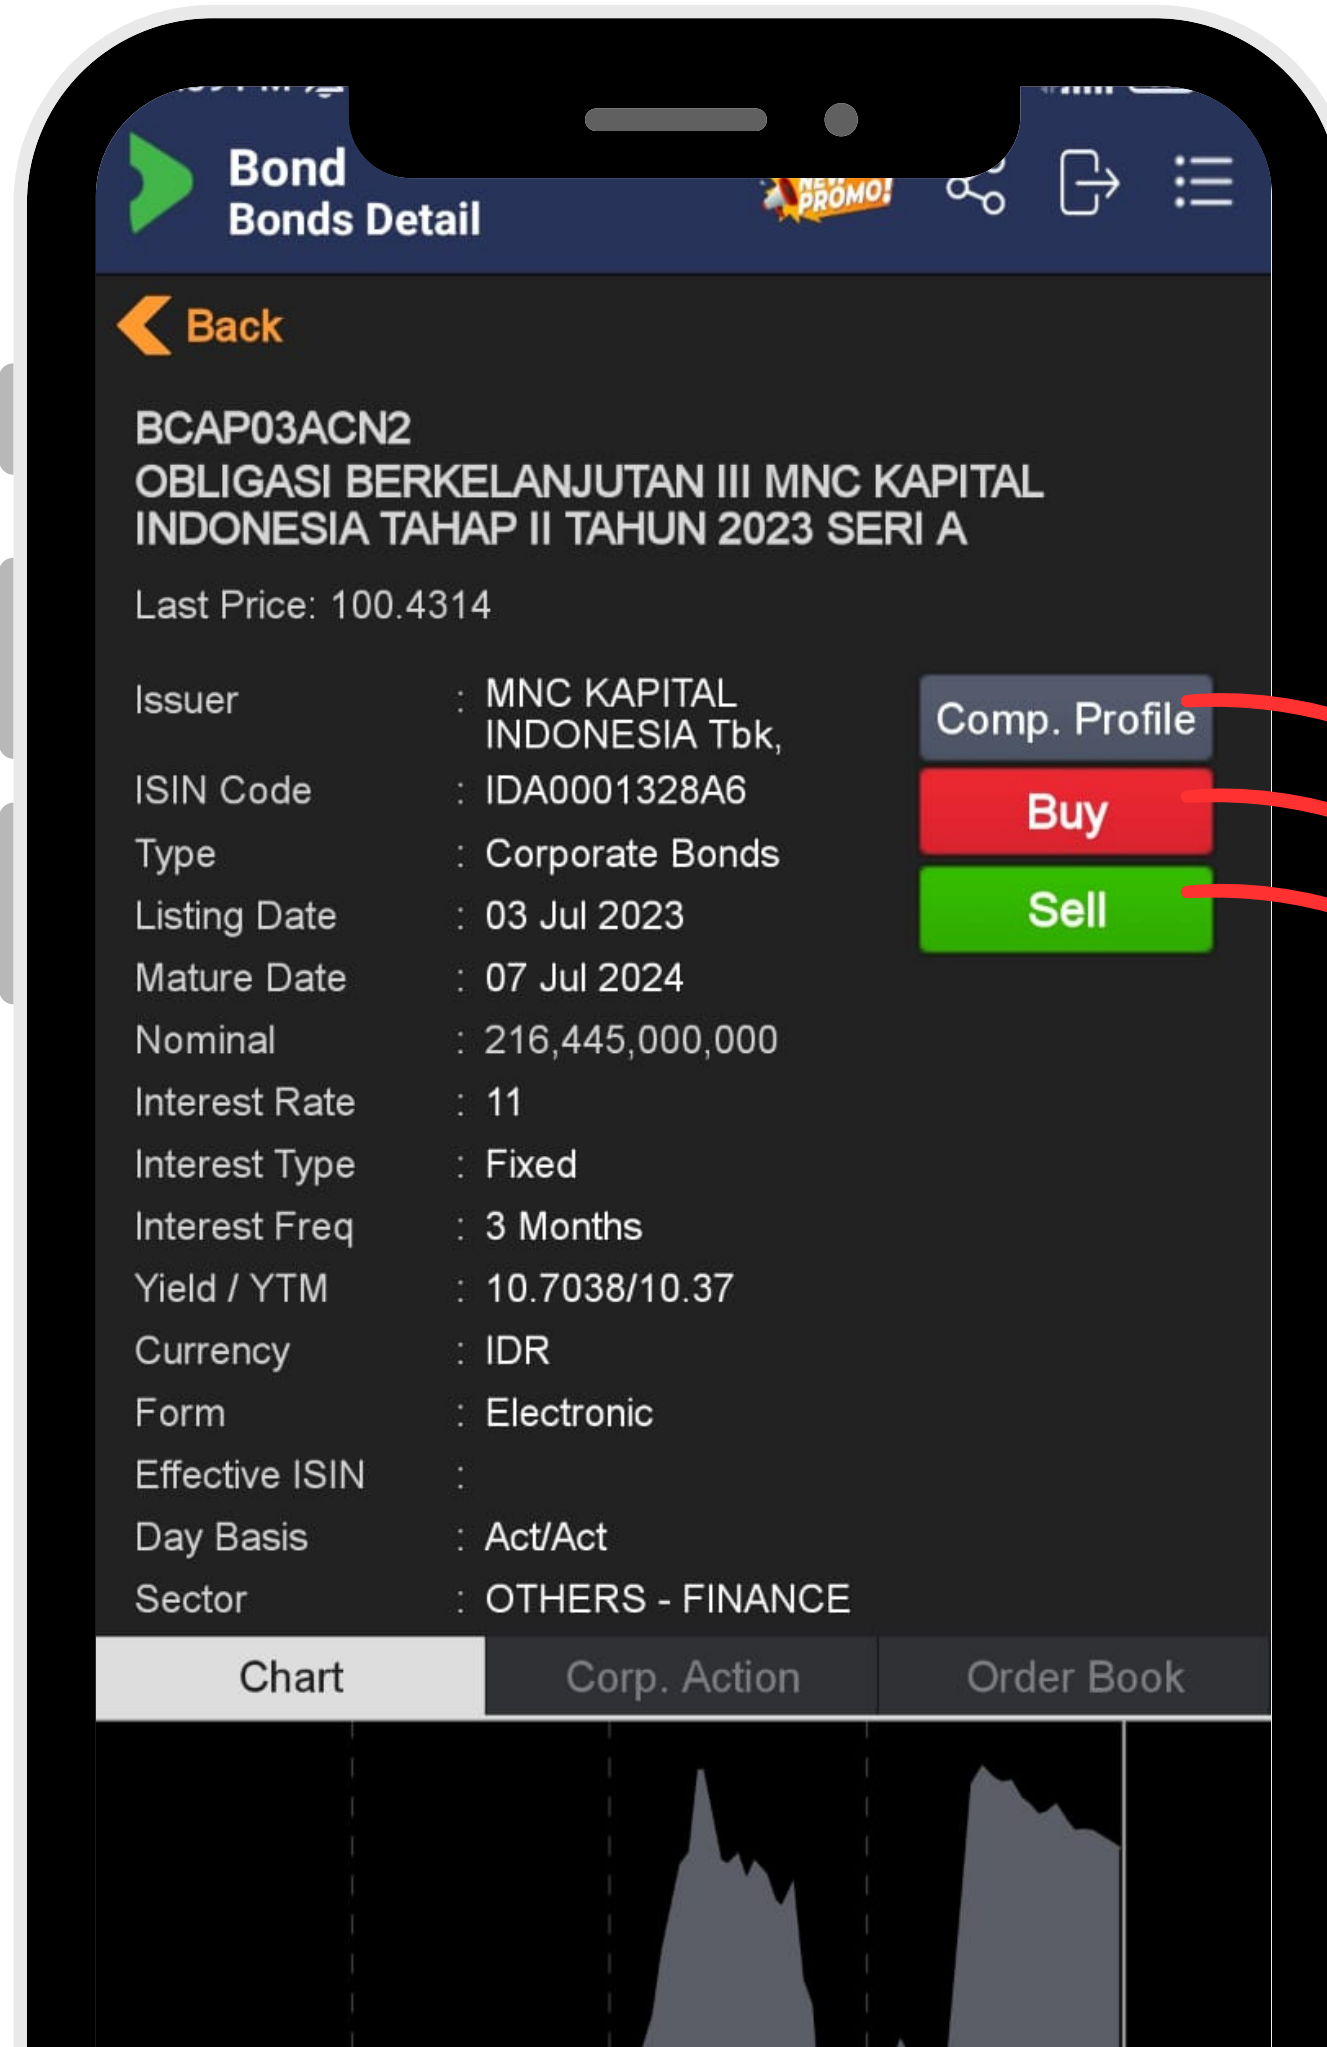 Bond
Bonds Detail
PROMO!
Back
BCAP03ACN2
OBLIGASI BERKELANJUTAN III MNC KAPITAL
INDONESIA TAHAP II TAHUN 2023 SERI A
Last Price: 100.4314
Issuer : MNC KAPITAL
INDONESIA Tbk,
Comp. Profile
ISIN Code : IDA0001328A6
Buy
Type : Corporate Bonds
Listing Date : 03 Jul 2023
Sell
Mature Date : 07 Jul 2024
Nominal : 216,445,000,000
Interest Rate : 11
Interest Type : Fixed
Interest Freq : 3 Months
Yield / YTM : 10.7038/10.37
Currency : IDR
Form : Electronic
Effective ISIN :
Day Basis : Act/Act
Sector : OTHERS - FINANCE
Chart Corp. Action Order Book